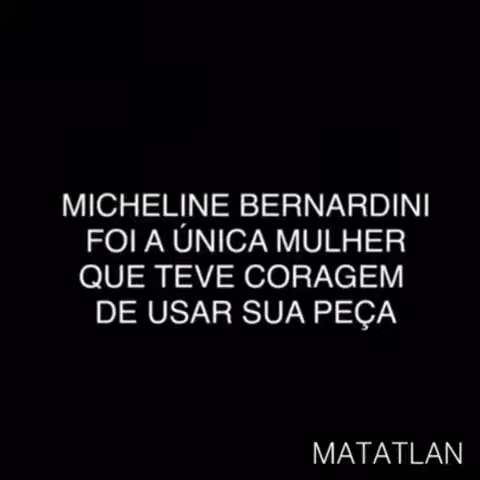 MICHELINE BERNARDINI
FOI A ÚNICA MULHER
QUE TEVE CORAGEM
DE USAR SUA PEÇA
MATATLAN